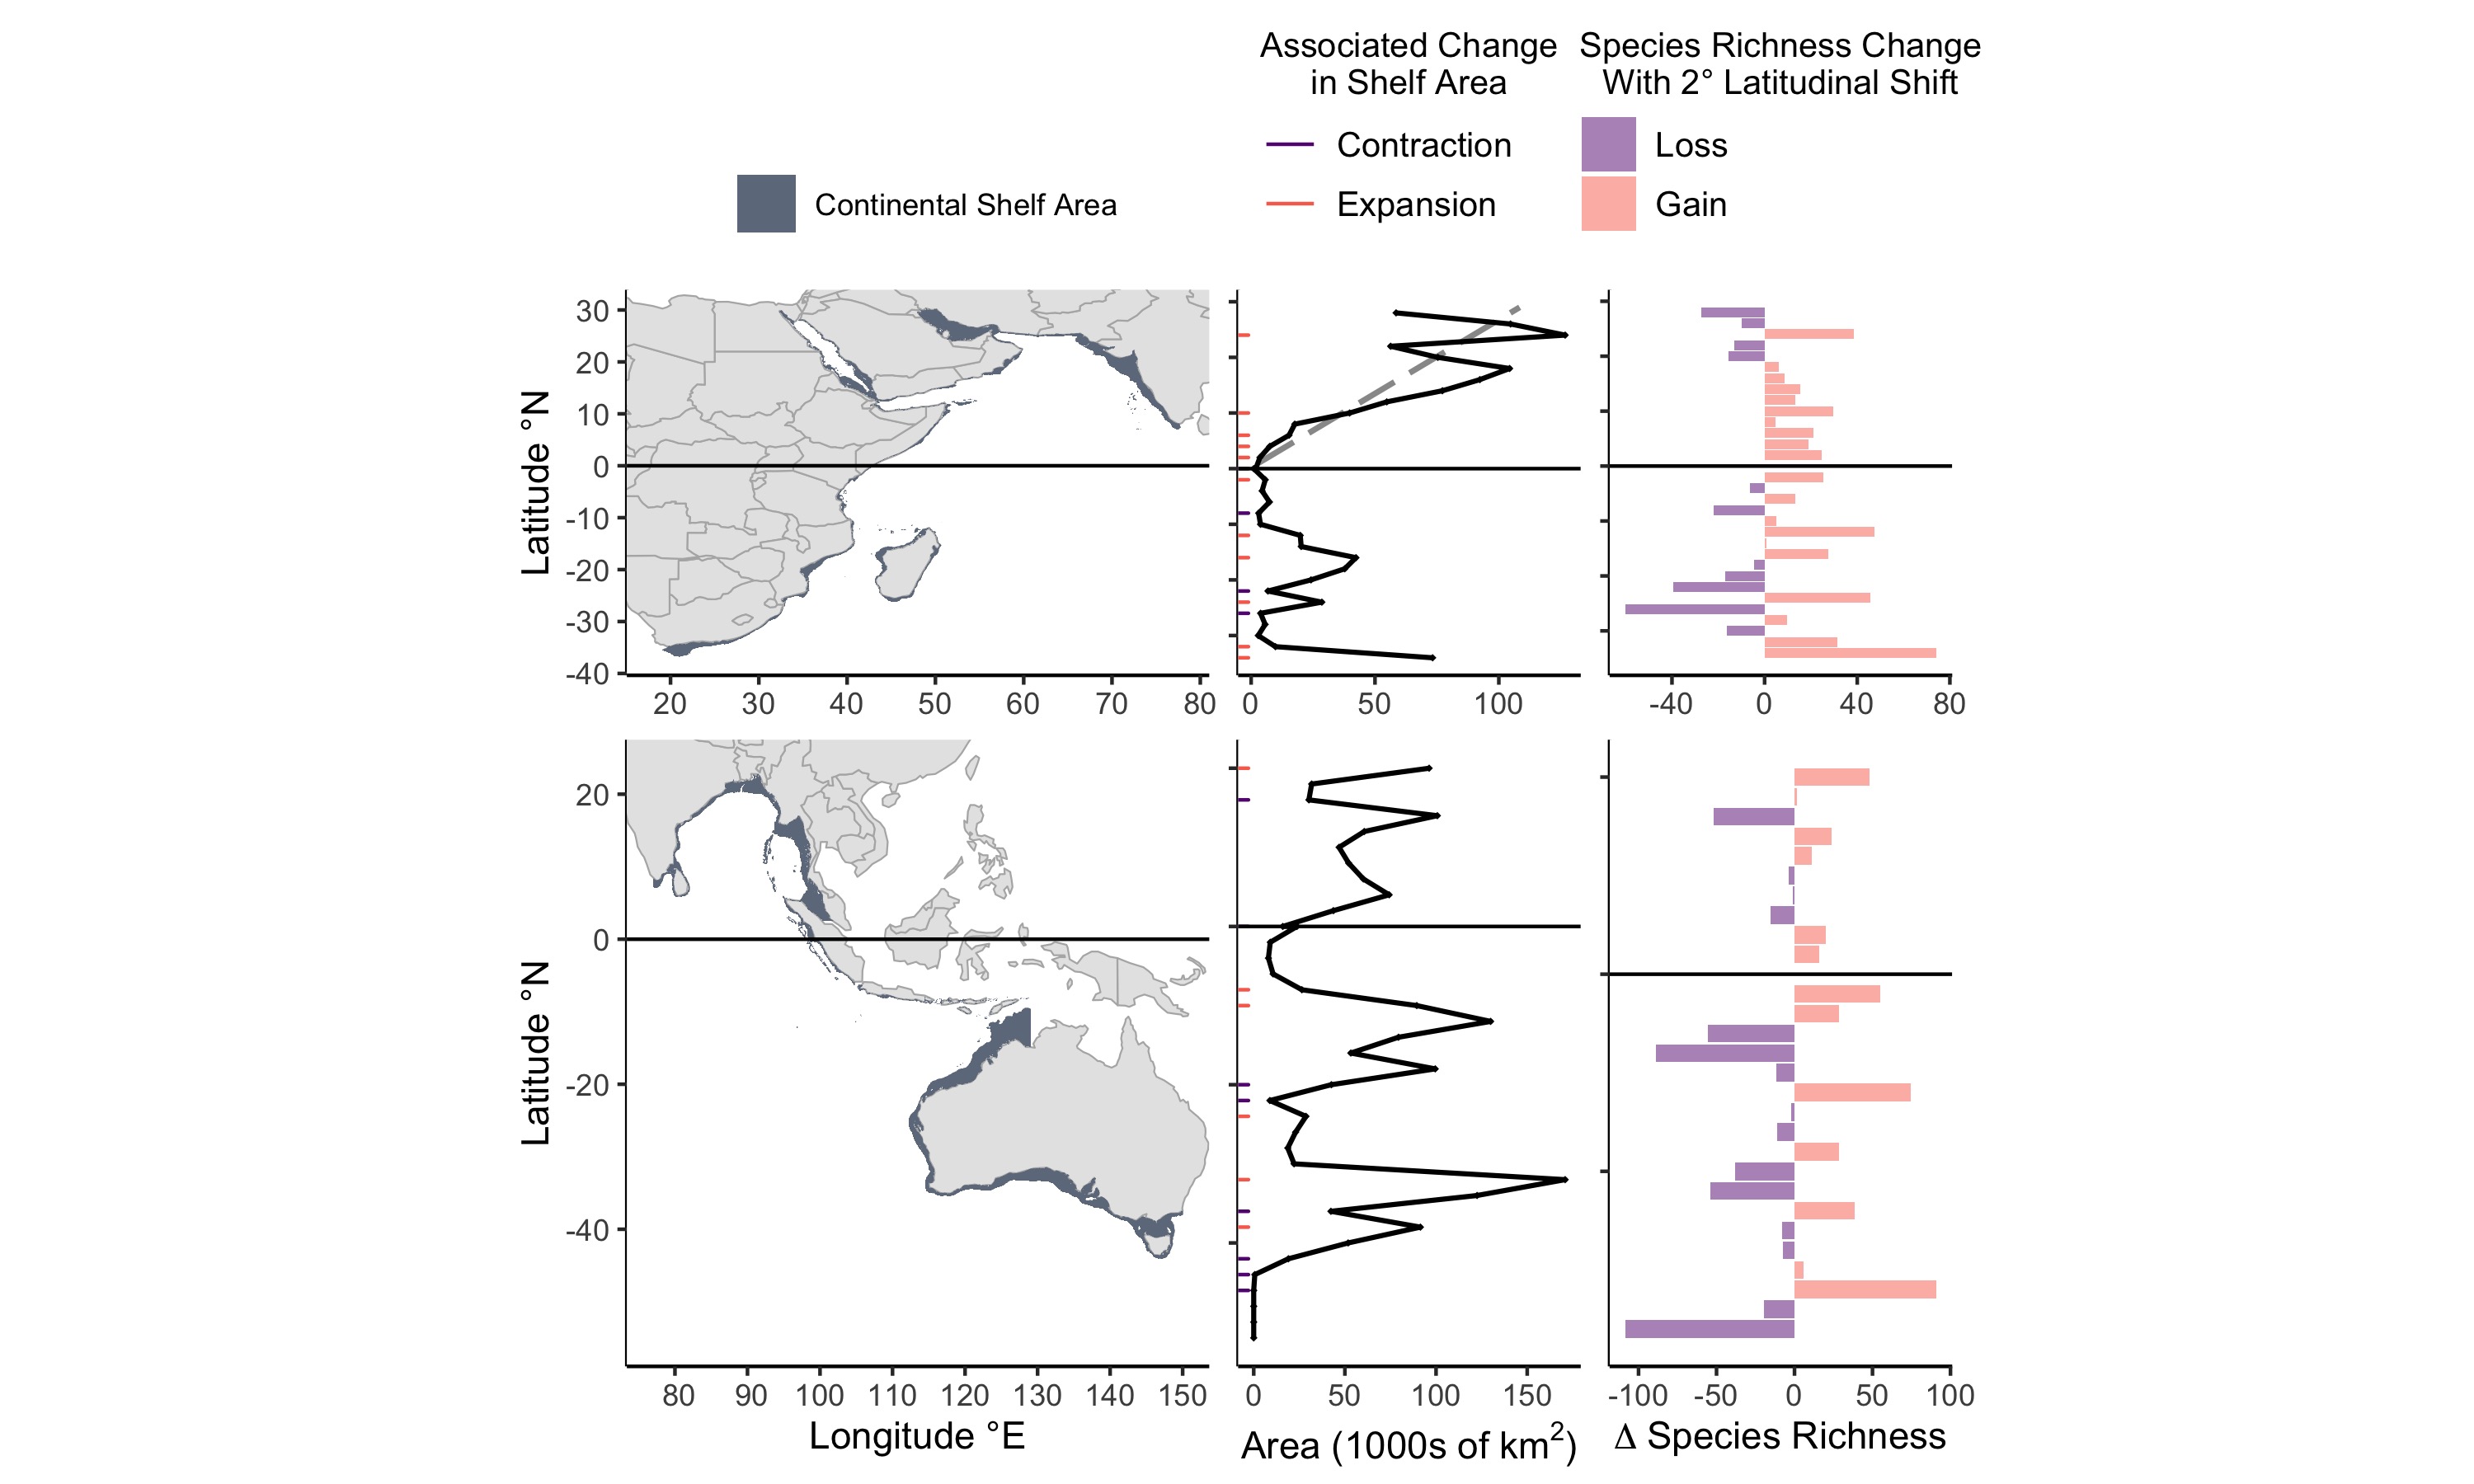 Associated Change
in Shelf Area
Species Richness Change
With 2° Latitudinal Shift
Contraction
Loss
Continental Shelf Area
Expansion
Gain
Latitude °N
30
20
10
0
-10
-20
-30
-40
20 30 40 50 60 70 80
0 50 100
-40 0 40 80
Latitude °N
20
0
-20
-40
80 90 100 110 120 130 140 150
0 50 100 150
-100 -50 0 50 100
Longitude °E
Area (1000s of km²)
Δ Species Richness